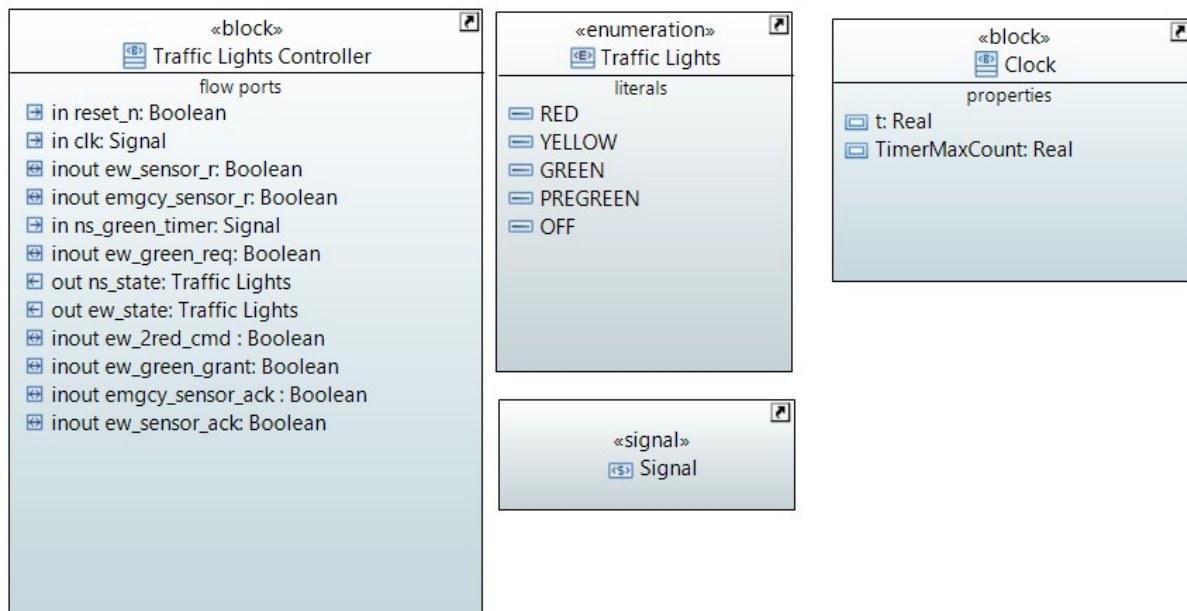 «block»
Traffic Lights Controller
flow ports
in reset_n: Boolean
in clk: Signal
inout ew_sensor_r: Boolean
inout emgcy_sensor_r: Boolean
in ns_green_timer: Signal
inout ew_green_req: Boolean
out ns_state: Traffic Lights
out ew_state: Traffic Lights
inout ew_2red_cmd : Boolean
inout ew_green_grant: Boolean
inout emgcy_sensor_ack : Boolean
inout ew_sensor_ack: Boolean
«enumeration»
«E» Traffic Lights
literals
RED
YELLOW
GREEN
PREGREEN
OFF
«signal»
«S» Signal
«block»
Clock
properties
t: Real
TimerMaxCount: Real